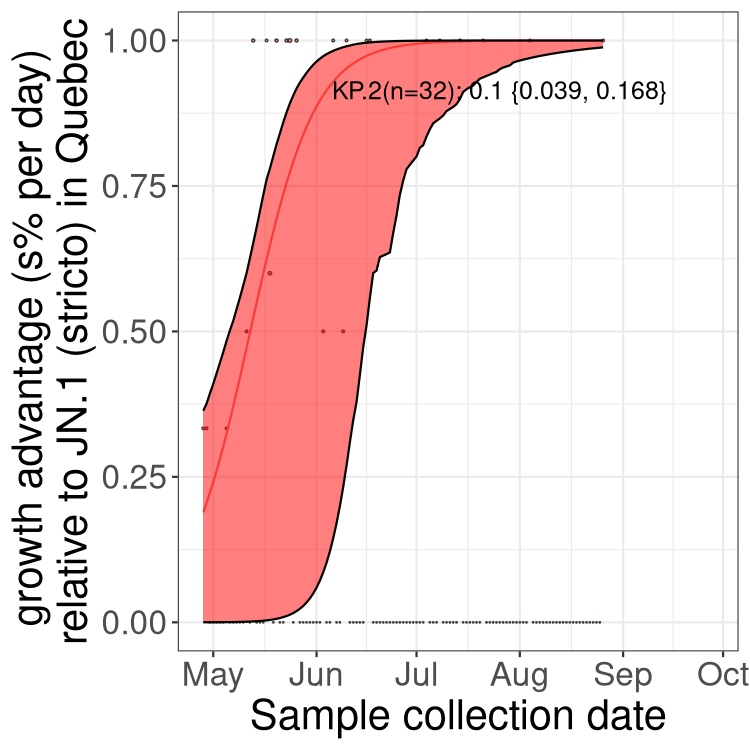 growth advantage (s% per day)
relative to JN.1 (stricto) in Quebec
1.00
0.75
0.50
0.25
0.00
KP.2(n=32): 0.1 {0.039, 0.168}
May Jun Jul Aug Sep Oct
Sample collection date